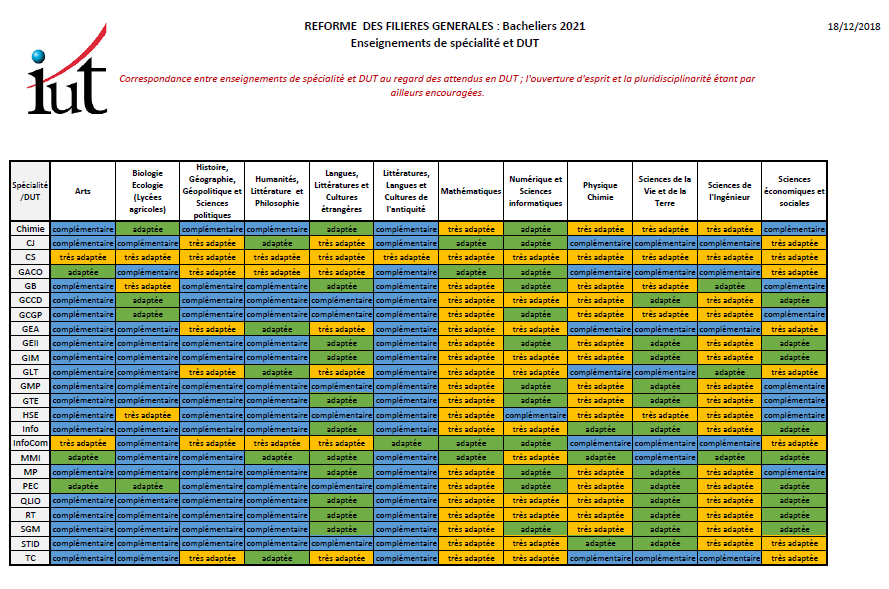 iut
REFORME DES FILIERES GENERALES : Bacheliers 2021
18/12/2018
Enseignements de spécialité et DUT
Correspondance entre enseignements de spécialité et DUT au regard des attendus en DUT ; l'ouverture d'esprit et la pluridisciplinarité étant par
ailleurs encouragées.
Spécialité
/DUT
Arts
Biologie
Ecologie
(Lycées
agricoles)
Histoire,
Géographie,
Géopolitique et
Sciences
politiques
Humanités,
Littérature et
Philosophie
Langues,
Littératures et
Cultures
étrangères
Littératures,
Langues et
Cultures de
l'antiquité
Mathématiques
Numérique et
Sciences
informatiques
Physique
Chimie
Sciences de la
Vie et de la
Terre
Sciences de
l'Ingénieur
Sciences
économiques et
sociales
Chimie complémentaire adaptée complémentaire complémentaire adaptée complémentaire très adaptée adaptée très adaptée très adaptée très adaptée complémentaire
CJ complémentaire complémentaire très adaptée adaptée très adaptée complémentaire adaptée adaptée complémentaire complémentaire complémentaire très adaptée
CS très adaptée très adaptée très adaptée très adaptée très adaptée très adaptée très adaptée très adaptée très adaptée très adaptée très adaptée très adaptée
GACO adaptée complémentaire très adaptée très adaptée très adaptée complémentaire adaptée adaptée complémentaire complémentaire complémentaire très adaptée
GB complémentaire très adaptée complémentaire complémentaire adaptée complémentaire très adaptée adaptée très adaptée très adaptée adaptée complémentaire
GCCD complémentaire adaptée complémentaire complémentaire complémentaire complémentaire très adaptée adaptée très adaptée adaptée très adaptée adaptée
GCGP complémentaire adaptée complémentaire complémentaire complémentaire complémentaire très adaptée adaptée très adaptée très adaptée très adaptée complémentaire
GEA complémentaire complémentaire très adaptée adaptée très adaptée complémentaire très adaptée très adaptée complémentaire complémentaire complémentaire très adaptée
GEII complémentaire complémentaire complémentaire complémentaire adaptée complémentaire très adaptée très adaptée très adaptée adaptée très adaptée adaptée
GIM complémentaire complémentaire complémentaire complémentaire adaptée complémentaire très adaptée très adaptée très adaptée adaptée très adaptée adaptée
GLT complémentaire complémentaire très adaptée adaptée très adaptée complémentaire très adaptée très adaptée complémentaire complémentaire adaptée très adaptée
GMP complémentaire complémentaire complémentaire complémentaire complémentaire complémentaire très adaptée adaptée très adaptée adaptée très adaptée complémentaire
GTE complémentaire complémentaire complémentaire complémentaire adaptée complémentaire très adaptée adaptée très adaptée adaptée très adaptée complémentaire
HSE complémentaire très adaptée complémentaire complémentaire complémentaire complémentaire très adaptée complémentaire très adaptée très adaptée très adaptée complémentaire
Info complémentaire complémentaire complémentaire complémentaire adaptée complémentaire très adaptée très adaptée adaptée adaptée très adaptée adaptée
InfoCom très adaptée complémentaire très adaptée très adaptée très adaptée adaptée adaptée adaptée complémentaire complémentaire complémentaire très adaptée
MMI adaptée complémentaire complémentaire adaptée adaptée complémentaire adaptée très adaptée adaptée complémentaire adaptée adaptée
MP complémentaire complémentaire complémentaire complémentaire adaptée complémentaire très adaptée adaptée très adaptée adaptée très adaptée complémentaire
PEC adaptée adaptée complémentaire complémentaire complémentaire complémentaire très adaptée adaptée très adaptée adaptée très adaptée adaptée
QLIO complémentaire complémentaire complémentaire complémentaire adaptée complémentaire très adaptée très adaptée très adaptée adaptée très adaptée adaptée
RT complémentaire complémentaire complémentaire complémentaire adaptée complémentaire très adaptée très adaptée très adaptée adaptée très adaptée adaptée
SGM complémentaire complémentaire complémentaire complémentaire adaptée complémentaire très adaptée adaptée très adaptée adaptée très adaptée adaptée
STID complémentaire complémentaire complémentaire complémentaire complémentaire complémentaire très adaptée très adaptée adaptée adaptée très adaptée très adaptée
TC complémentaire complémentaire très adaptée adaptée très adaptée complémentaire très adaptée très adaptée complémentaire complémentaire complémentaire très adaptée